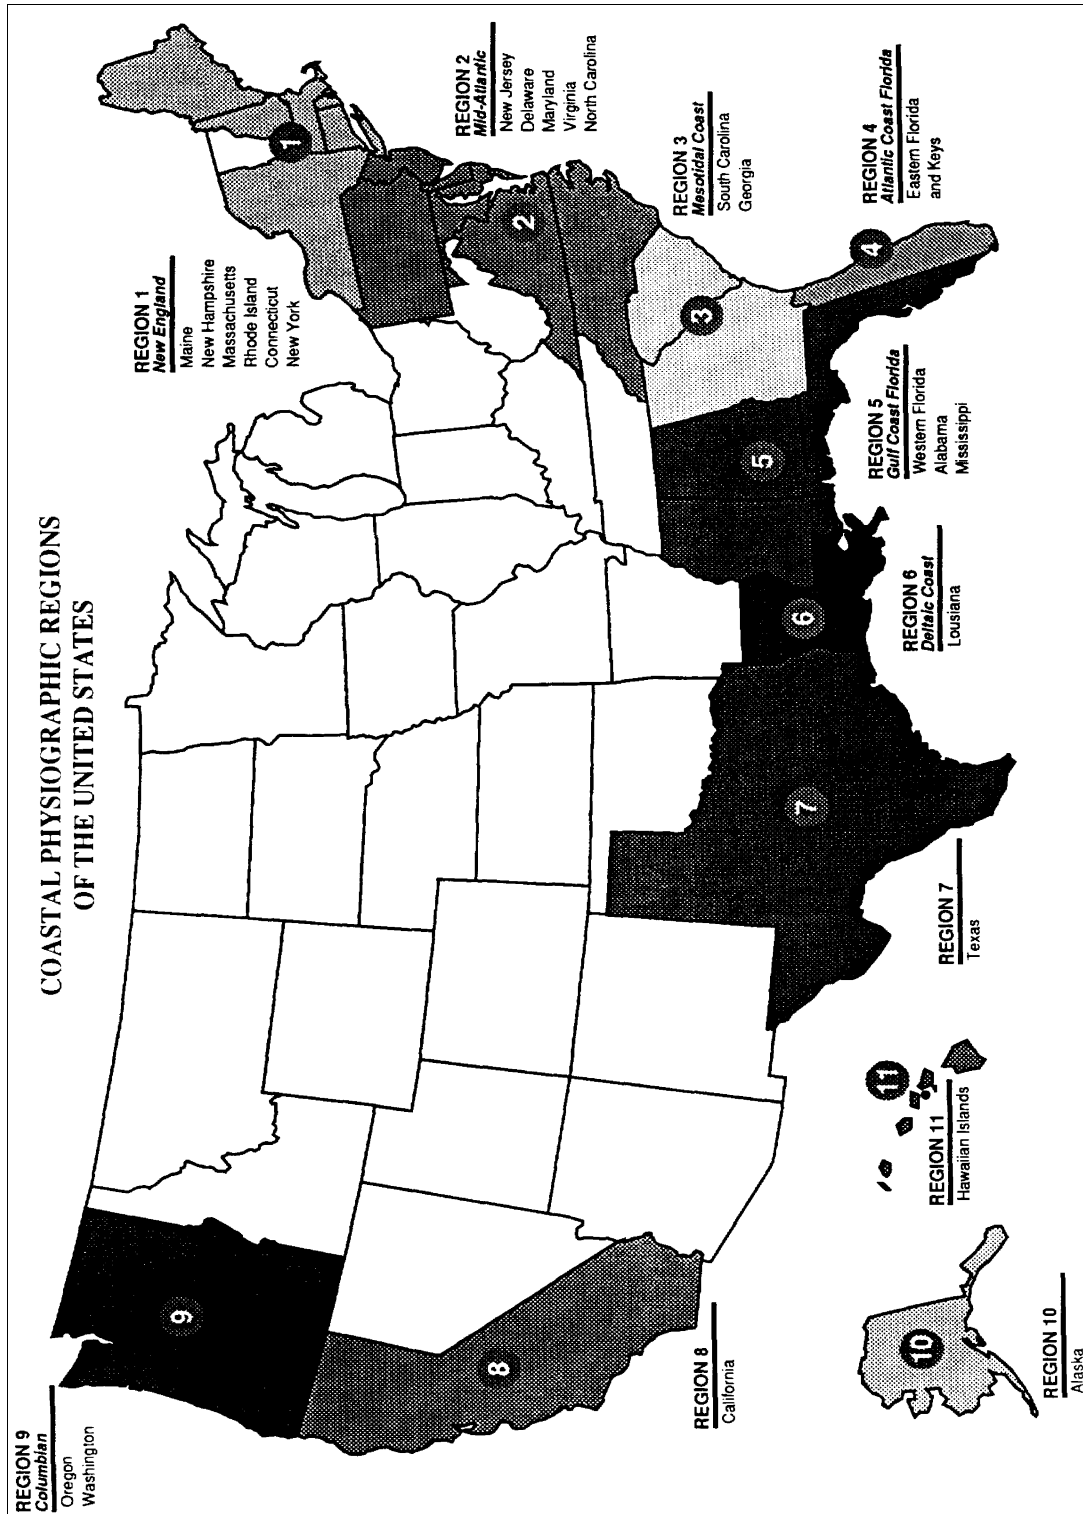 COASTAL PHYSIOGRAPHIC REGIONS
OF THE UNITED STATES
REGION 9
Columbian
Oregon
Washington
REGION 1
New England
Maine
New Hampshire
Massachusetts
Rhode Island
Connecticut
New York
REGION 2
Mid-Atlantic
New Jersey
Delaware
Maryland
Virginia
North Carolina
REGION 3
Mesotidal Coast
South Carolina
Georgia
REGION 4
Atlantic Coast Florida
Eastern Florida
and Keys
REGION 5
Gulf Coast Florida
Western Florida
Alabama
Mississippi
REGION 6
Deltaic Coast
Lousiana
REGION 7
Texas
REGION 8
California
REGION 11
Hawaiian Islands
REGION 10
Alaska
1
2
3
4
5
6
7
8
9
10
11